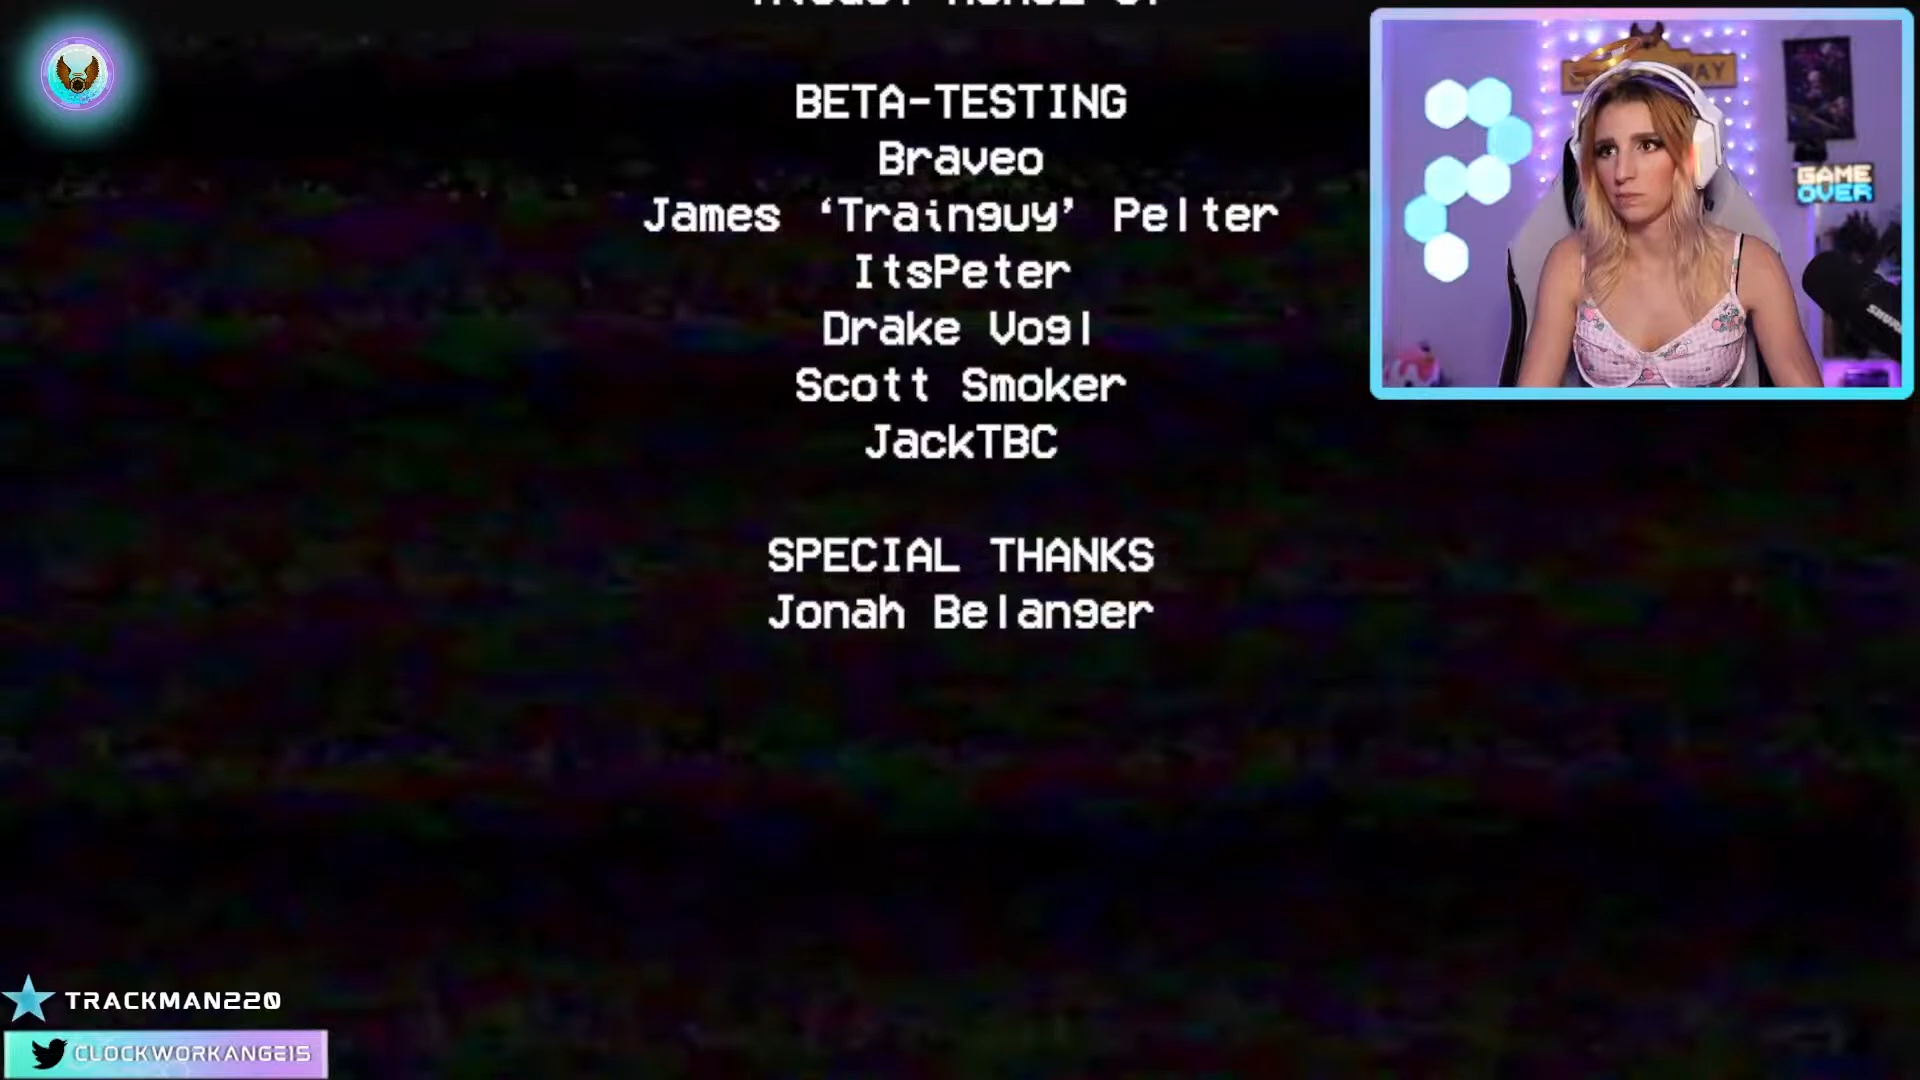 BETA-TESTING
Braveo
James ‘Trainguy’ Pelter
ItsPeter
Drake Vogl
Scott Smoker
JackTBC
SPECIAL THANKS
Jonah Belanger
GAME
OVER
SHURE
TRACKMAN220
CLOCKWORKANGE15